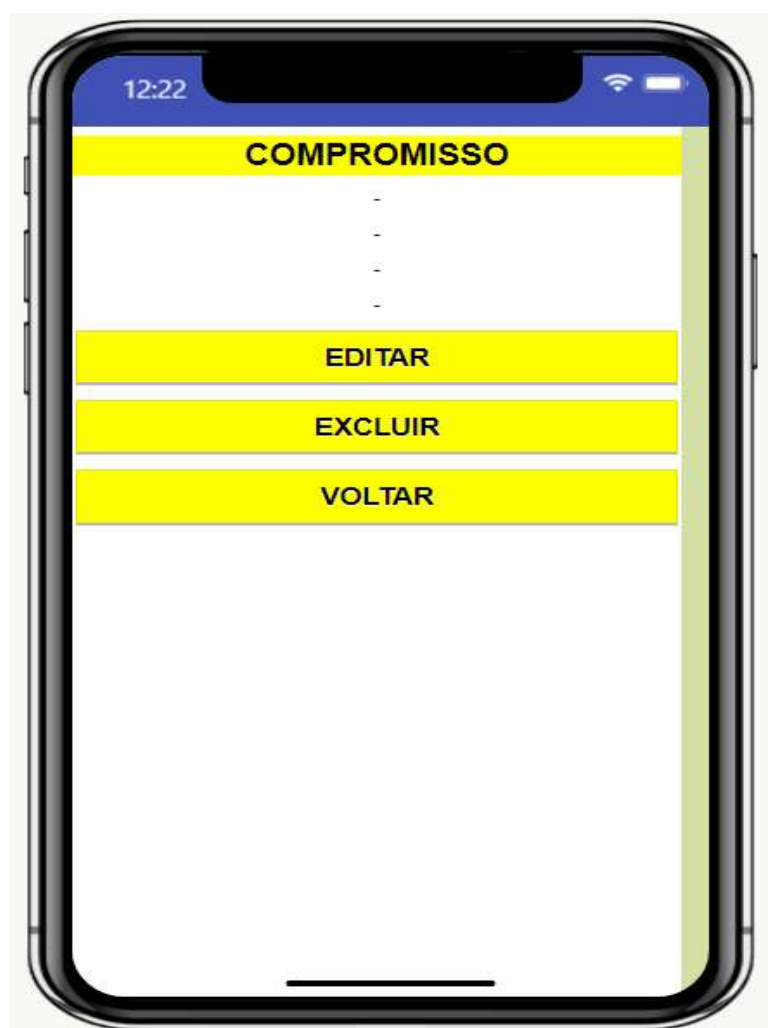 12:22
COMPROMISSO
-
-
-
-
EDITAR
EXCLUIR
VOLTAR